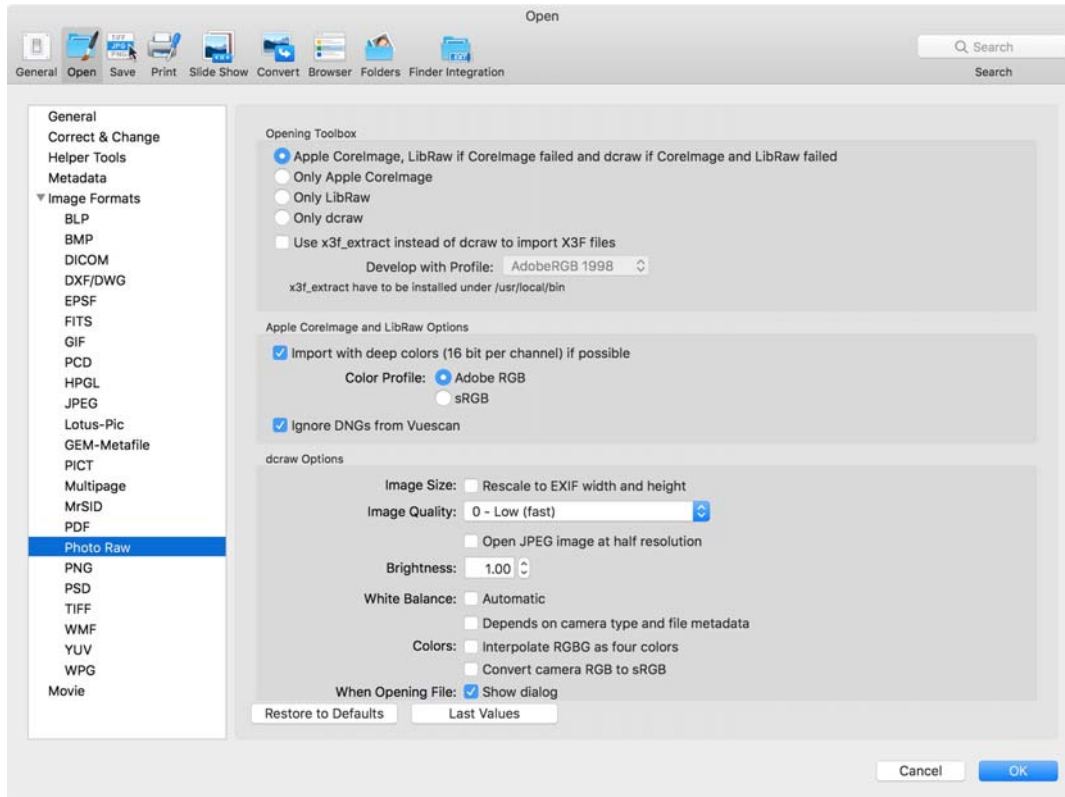 Open
TIFF
JPG
PNG
General Open Save Print Slide Show Convert Browser Folders Finder Integration
Search
Search
General
Correct & Change
Helper Tools
Metadata
Image Formats
BLP
BMP
DICOM
DXF/DWG
EPSF
FITS
GIF
PCD
HPGL
JPEG
Lotus-Pic
GEM-Metafile
PICT
Multipage
MrSID
PDF
Photo Raw
PNG
PSD
TIFF
WMF
YUV
WPG
Movie
Opening Toolbox
Apple CoreImage, LibRaw if CoreImage failed and dcraw if CoreImage and LibRaw failed
Only Apple CoreImage
Only LibRaw
Only dcraw
Use x3f_extract instead of dcraw to import X3F files
Develop with Profile: AdobeRGB 1998
x3f_extract have to be installed under /usr/local/bin
Apple CoreImage and LibRaw Options
Import with deep colors (16 bit per channel) if possible
Color Profile: Adobe RGB
sRGB
Ignore DNGs from Vuescan
dcraw Options
Image Size: Rescale to EXIF width and height
Image Quality: 0 - Low (fast)
Open JPEG image at half resolution
Brightness: 1.00
White Balance: Automatic
Depends on camera type and file metadata
Colors: Interpolate RGBG as four colors
Convert camera RGB to sRGB
When Opening File: Show dialog
Restore to Defaults Last Values
Cancel OK